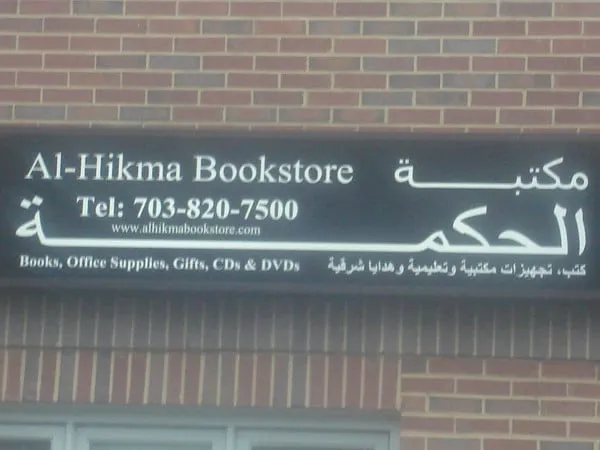 Al-Hikma Bookstore
مكتبة
Tel: 703-820-7500
www.alhikmabookstore.com
الحكمة
Books, Office Supplies, Gifts, CDs & DVDs
كتب، تجهيزات مكتبية وتعليمية وهدايا شرقية